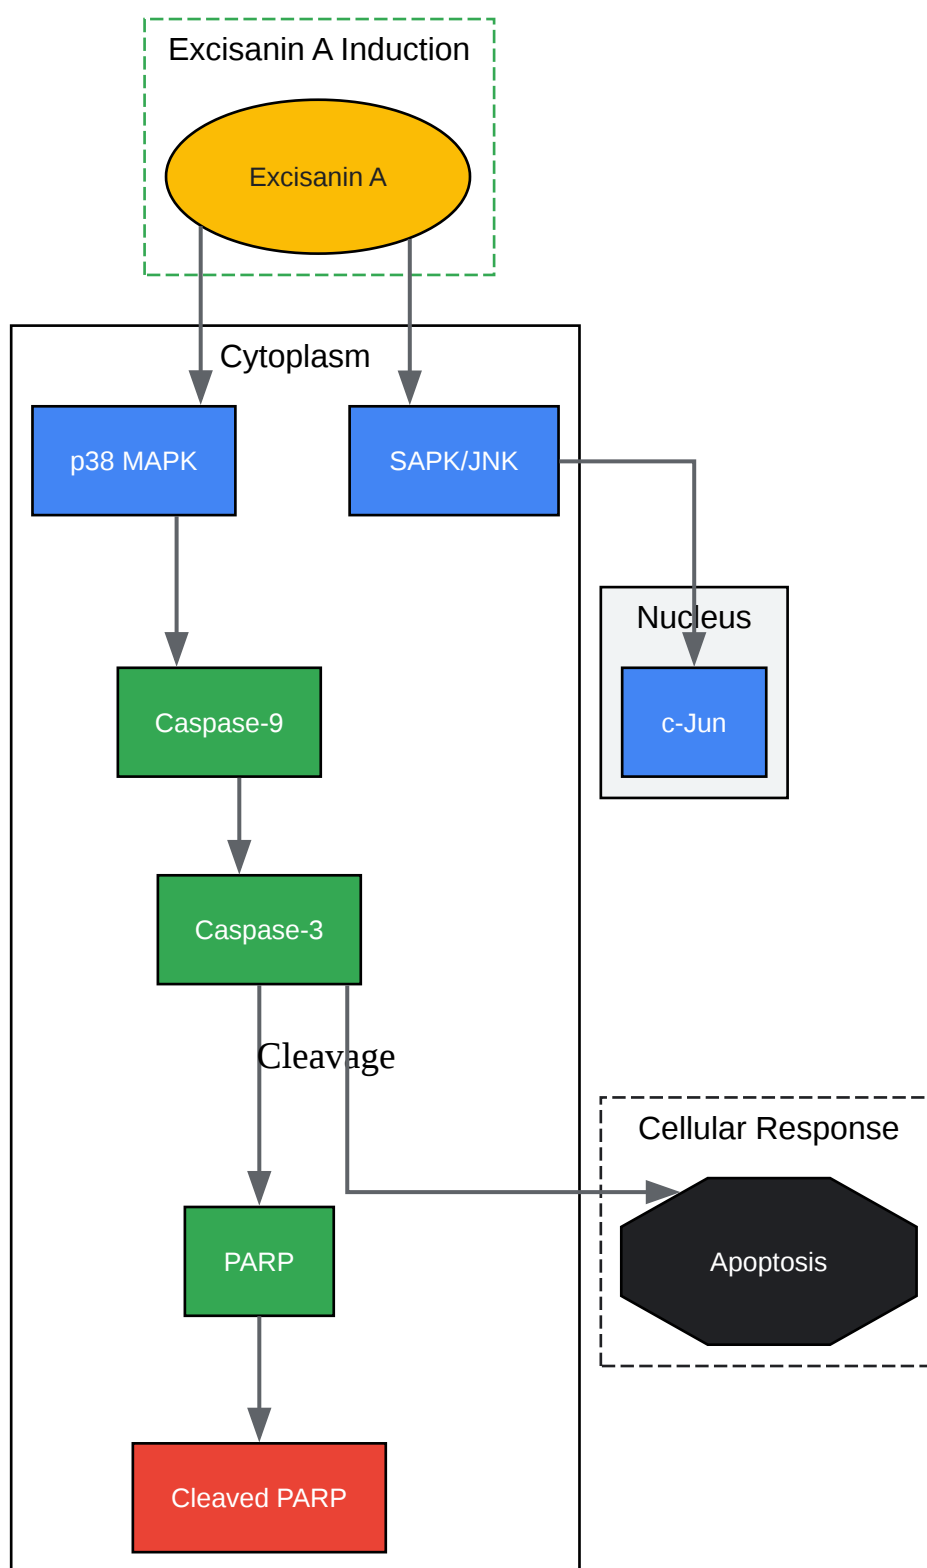 Excisanin A Induction
Excisanin A
Cytoplasm
p38 MAPK
SAPK/JNK
Nucleus
c-Jun
Caspase-9
Caspase-3
Cleavage
Cellular Response
PARP
Apoptosis
Cleaved PARP